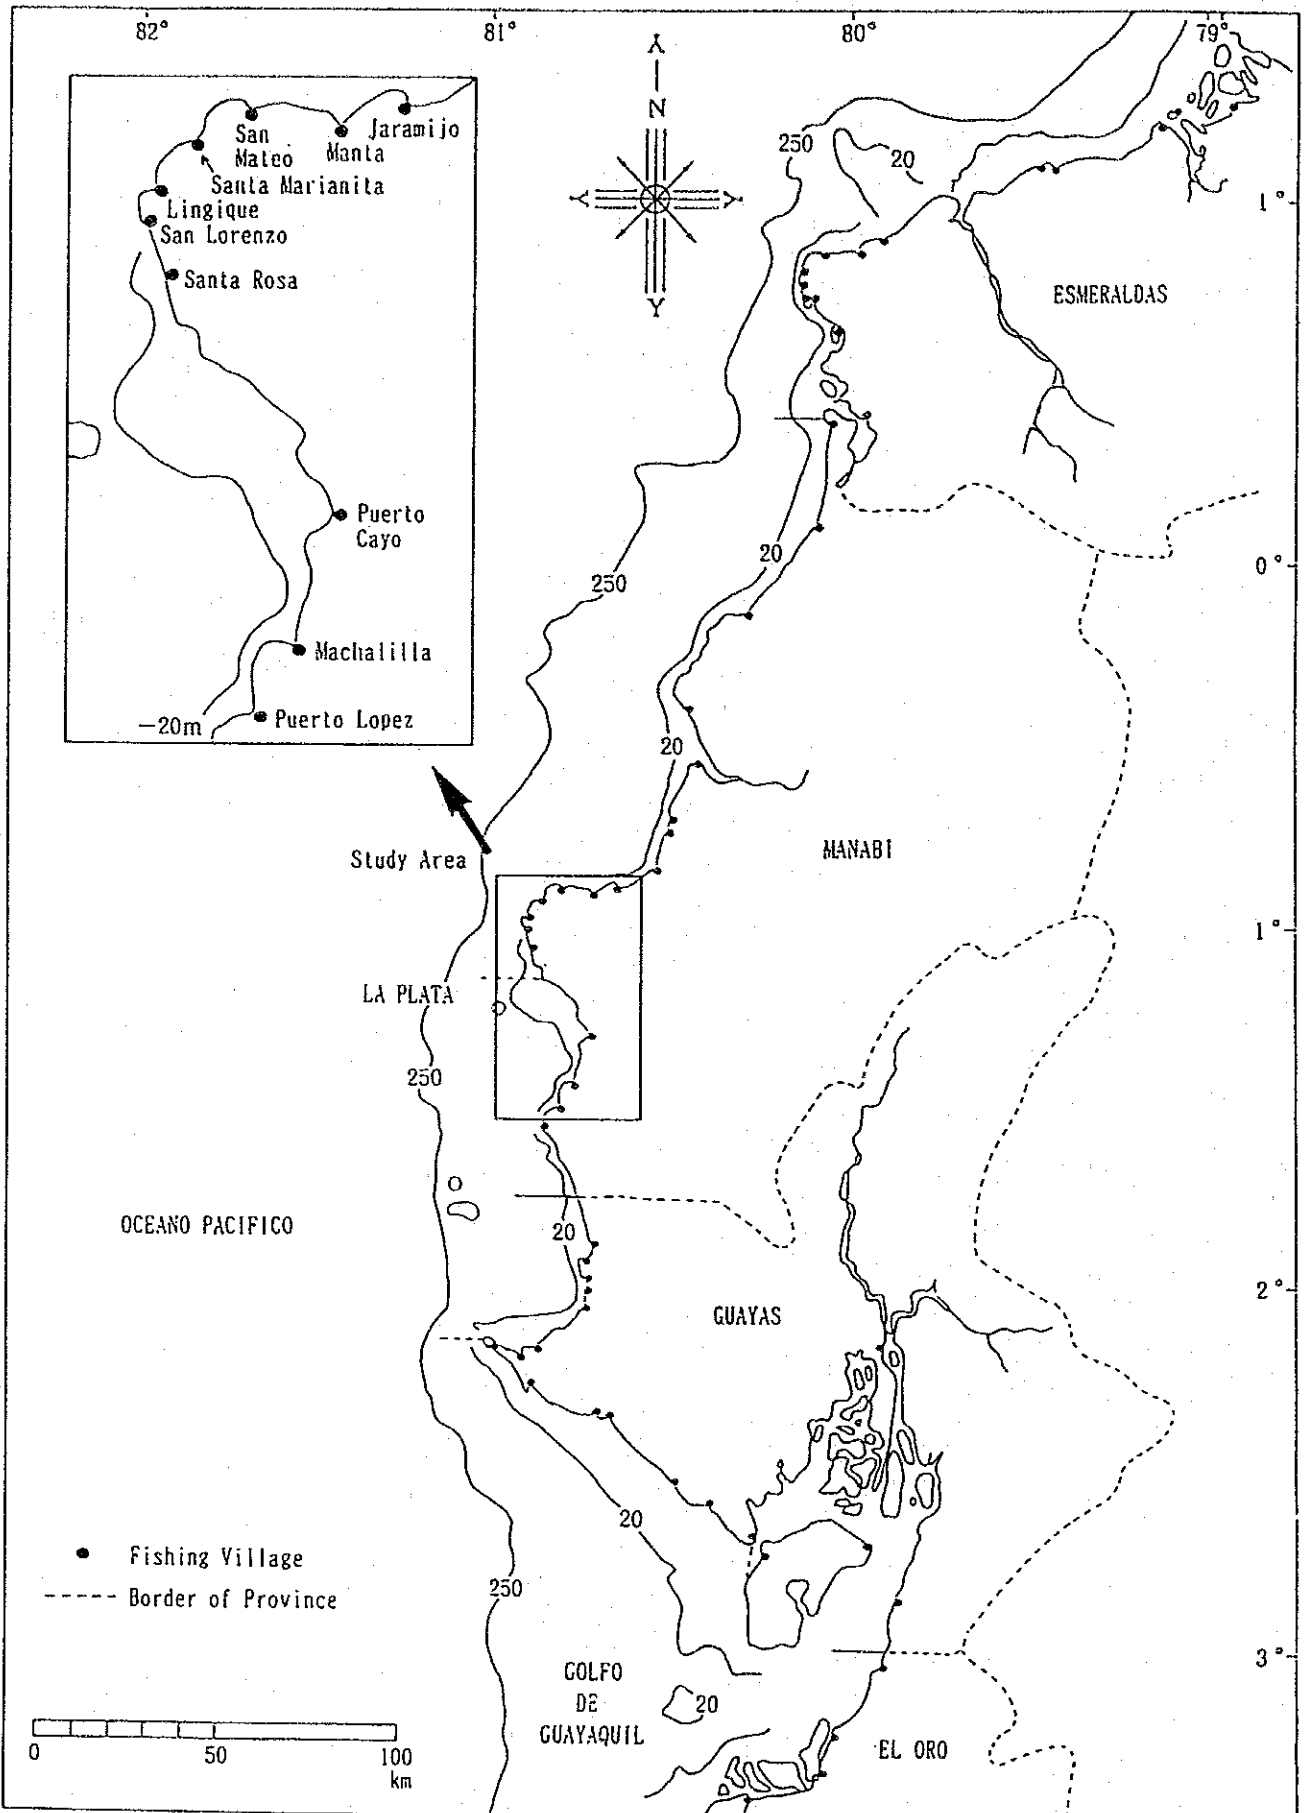 82°
81°
80°
79°
San
Mateo
Manta
Jaramijo
Santa Marianita
Lingique
San Lorenzo
Santa Rosa
Puerto
Cayo
Machalilla
Puerto Lopez
-20m
N
250
20
1°
ESMERALDAS
20
0°
250
20
Study Area
MANABI
1°
LA PLATA
250
OCEANO PACIFICO
20
2°
GUAYAS
20
Fishing Village
250
Border of Province
3°
GOLFO
DE
GUAYAQUIL
20
EL ORO
0
50
100
km